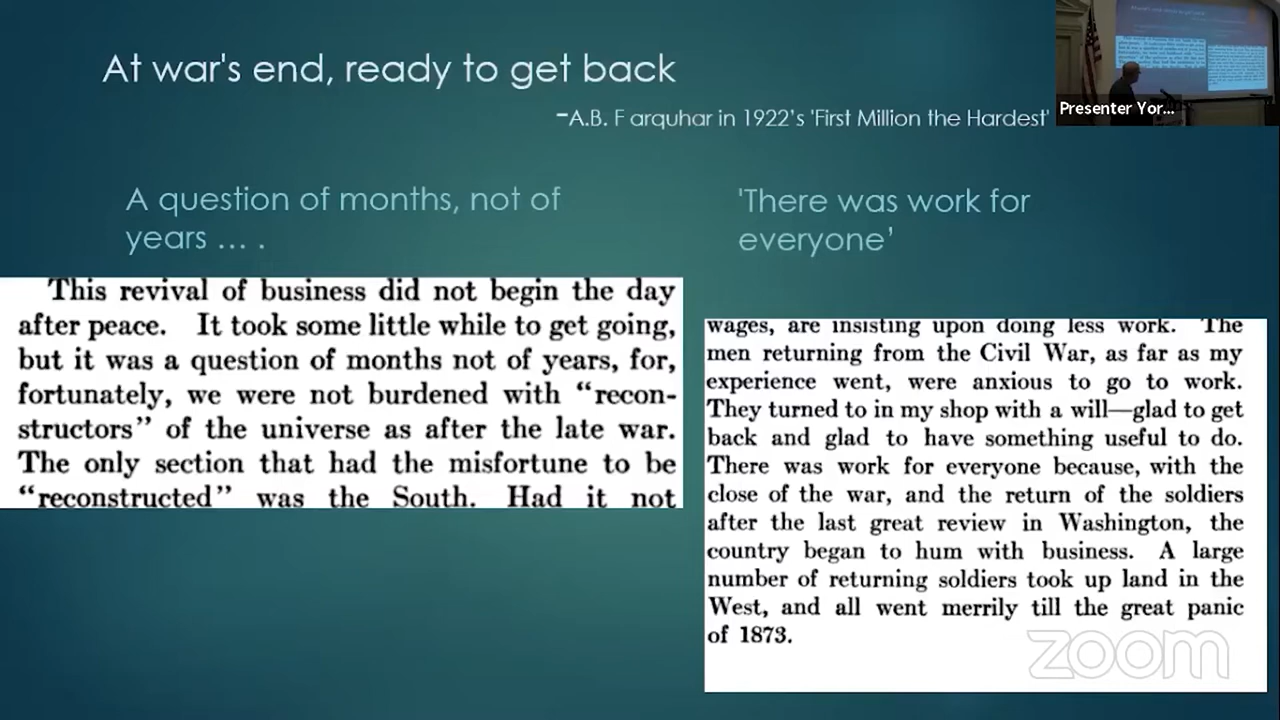 At war's end, ready to get back
-A.B. F arquhar in 1922's 'First Million the Hardest'
Presenter Yor...
A question of months, not of
years ... .
This revival of business did not begin the day
after peace. It took some little while to get going,
but it was a question of months not of years, for,
fortunately, we were not burdened with “recon-
structors” of the universe as after the late war.
The only section that had the misfortune to be
“reconstructed” was the South. Had it not
'There was work for
everyone’
wages, are insisting upon doing less work. The
men returning from the Civil War, as far as my
experience went, were anxious to go to work.
They turned to in my shop with a will—glad to get
back and glad to have something useful to do.
There was work for everyone because, with the
close of the war, and the return of the soldiers
after the last great review in Washington, the
country began to hum with business. A large
number of returning soldiers took up land in the
West, and all went merrily till the great panic
of 1873.
zoom